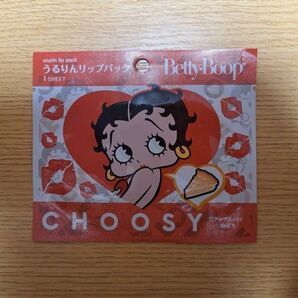 ururin lip pack
うるりんリップパック
1 SHEET
Betty Boop
CHOOSY
アップルパイ
の香り